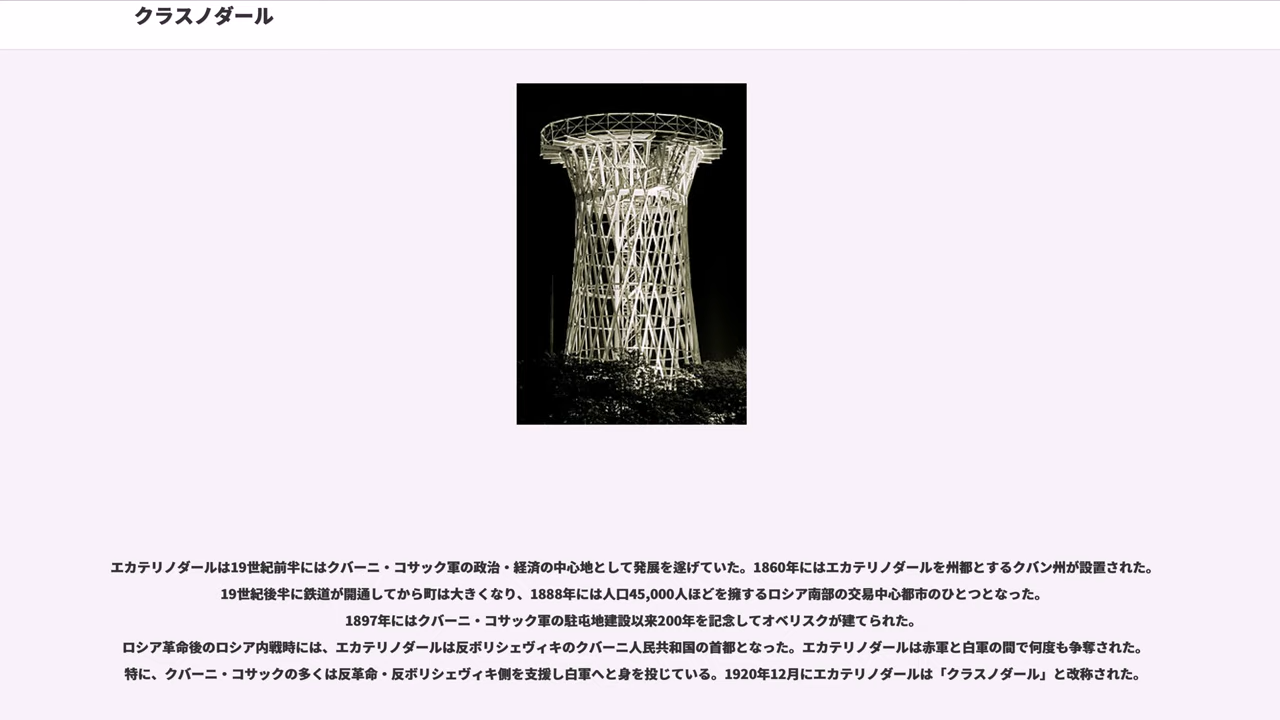 クラスノダール
エカテリノダールは19世紀前半にはクバーニ・コサック軍の政治・経済の中心地として発展を遂げていた。1860年にはエカテリノダールを州都とするクバン州が設置された。
19世紀後半に鉄道が開通してから町は大きくなり、1888年には人口45,000人ほどを擁するロシア南部の交易中心都市のひとつとなった。
1897年にはクバーニ・コサック軍の駐屯地建設以来200年を記念してオベリスクが建てられた。
ロシア革命後のロシア内戦時には、エカテリノダールは反ボリシェヴィキのクバーニ人民共和国の首都となった。エカテリノダールは赤軍と白軍の間で何度も争奪された。
特に、クバーニ・コサックの多くは反革命・反ボリシェヴィキ側を支援し白軍へと身を投じている。1920年12月にエカテリノダールは「クラスノダール」と改称された。